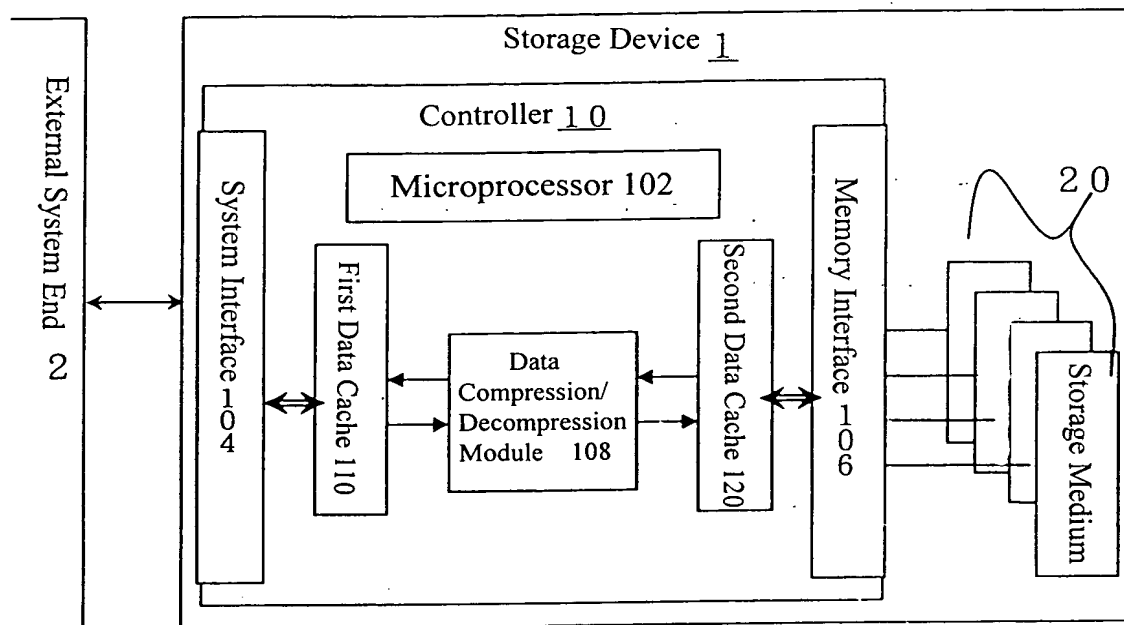 Storage Device 1
External System End 2
Controller 10
System Interface 104
Microprocessor 102
Memory Interface 106
20
First Data Cache 110
Data
Compression/
Decompression
Module 108
Second Data Cache 120
Storage Medium